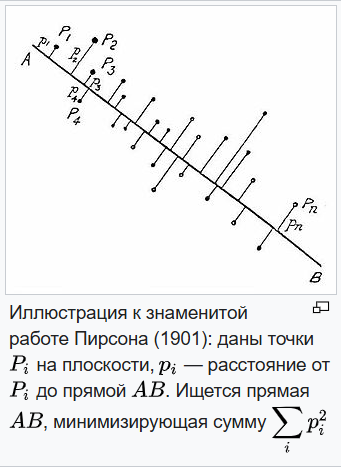 P₁
P₂
p₁
p₂
A
P₃
p₃
p₄
P₄
Pₙ
pₙ
B
Иллюстрация к знаменитой
работе Пирсона (1901): даны точки
Pᵢ на плоскости, pᵢ — расстояние от
Pᵢ до прямой AB. Ищется прямая
AB, минимизирующая сумму ∑ᵢ pᵢ²